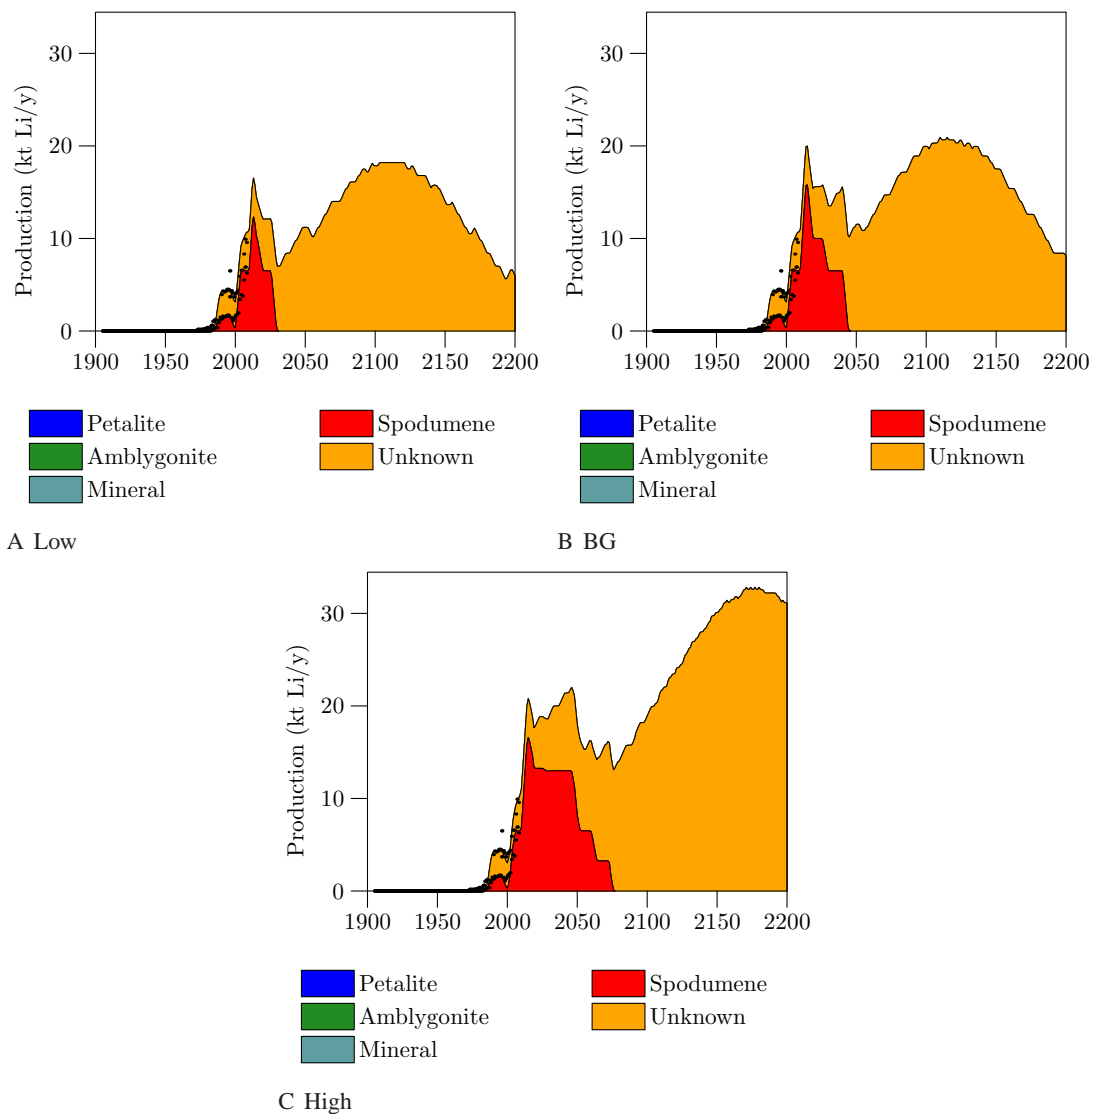 30
20
10
0
Production (kt Li/y)
1900 1950 2000 2050 2100 2150 2200
Petalite Spodumene
Amblygonite Unknown
Mineral
A Low
30
20
10
0
Production (kt Li/y)
1900 1950 2000 2050 2100 2150 2200
Petalite Spodumene
Amblygonite Unknown
Mineral
B BG
30
20
10
0
Production (kt Li/y)
1900 1950 2000 2050 2100 2150 2200
Petalite Spodumene
Amblygonite Unknown
Mineral
C High